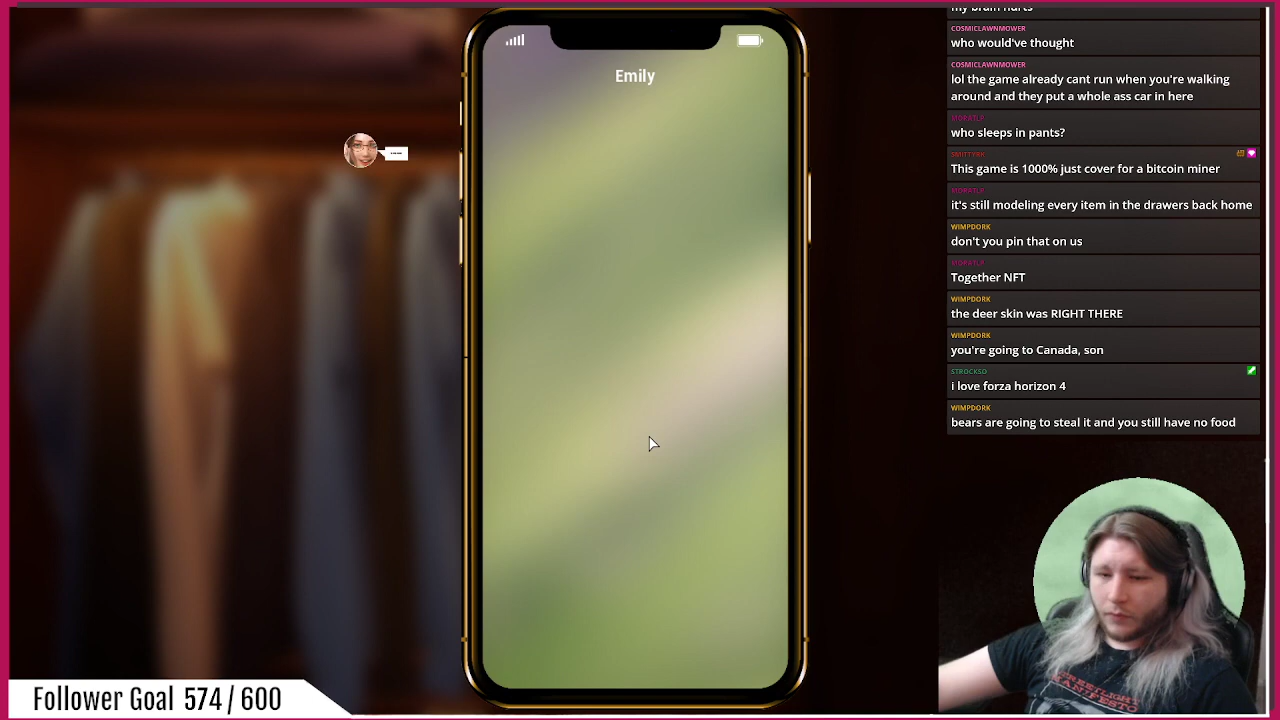 Emily
my brain hurts
COSMICLAWNMOWER
who would've thought
COSMICLAWNMOWER
lol the game already cant run when you're walking
around and they put a whole ass car in here
who sleeps in pants?
SMITTYBK
This game is 1000% just cover for a bitcoin miner
it's still modeling every item in the drawers back home
WIMPDORK
don't you pin that on us
Together NFT
WIMPDORK
the deer skin was RIGHT THERE
WIMPDORK
you're going to Canada, son
STROCKSO
i love forza horizon 4
WIMPDORK
bears are going to steal it and you still have no food
Follower Goal 574 / 600